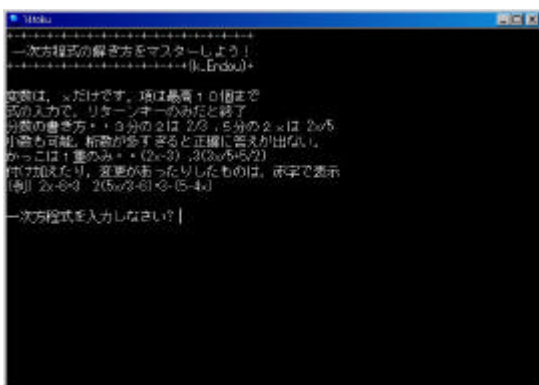 +-+-+-+-+-+-+-+-+-+-+-+-+-+-+-+-+-+-+
一次方程式の解き方をマスターしよう!
+-+-+-+-+-+-+-+-+-+-+-+-+-+(k.Endou)+
変数は,xだけです。項は最高10個まで
式の入力で,リターンキーのみだと終了
分数の書き方・・3分の2は 2/3 , 5分の2xは 2x/5
小数も可能。桁数が多すぎると正確に答えが出ない。
かっこは1重のみ・・(2x-3) ,3(3x/5+5/2)
付け加えたり,変更があったりしたものは,赤字で表示
[例] 2x-6=3 2(5x/3-6)=3-(5-4x)
一次方程式を入力しなさい?